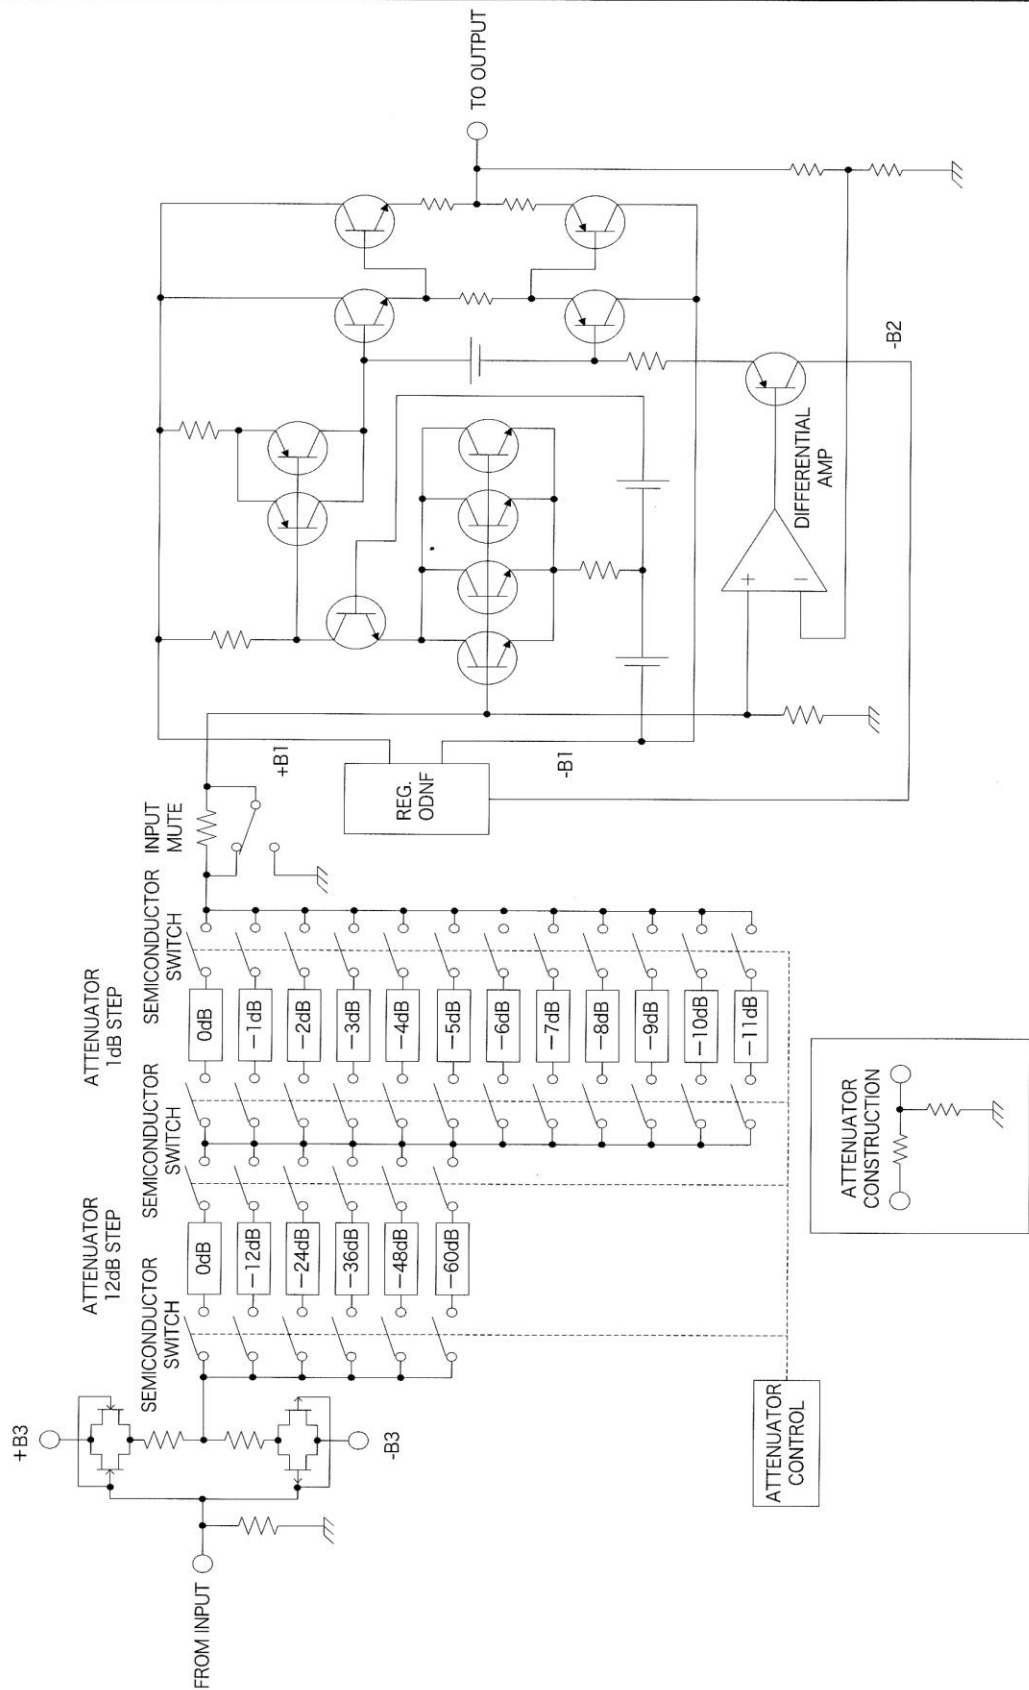 FROM INPUT
+B3
-B3
SEMICONDUCTOR
SWITCH
ATTENUATOR
12dB STEP
0dB
−12dB
−24dB
−36dB
−48dB
−60dB
SEMICONDUCTOR
SWITCH
ATTENUATOR
1dB STEP
0dB
−1dB
−2dB
−3dB
−4dB
−5dB
−6dB
−7dB
−8dB
−9dB
−10dB
−11dB
SEMICONDUCTOR
SWITCH
INPUT
MUTE
+B1
REG.
ODNF
-B1
+
−
DIFFERENTIAL
AMP
-B2
TO OUTPUT
ATTENUATOR
CONTROL
ATTENUATOR
CONSTRUCTION